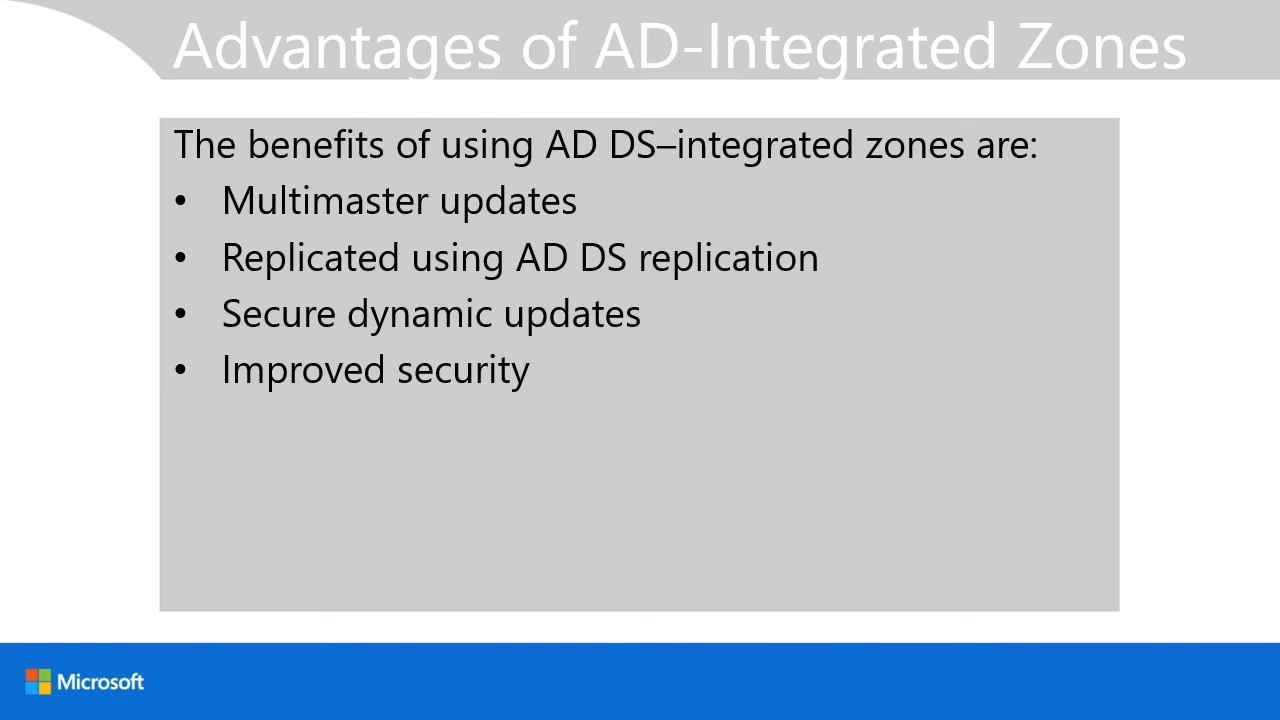 Advantages of AD-Integrated Zones
The benefits of using AD DS–integrated zones are:
• Multimaster updates
• Replicated using AD DS replication
• Secure dynamic updates
• Improved security
Microsoft